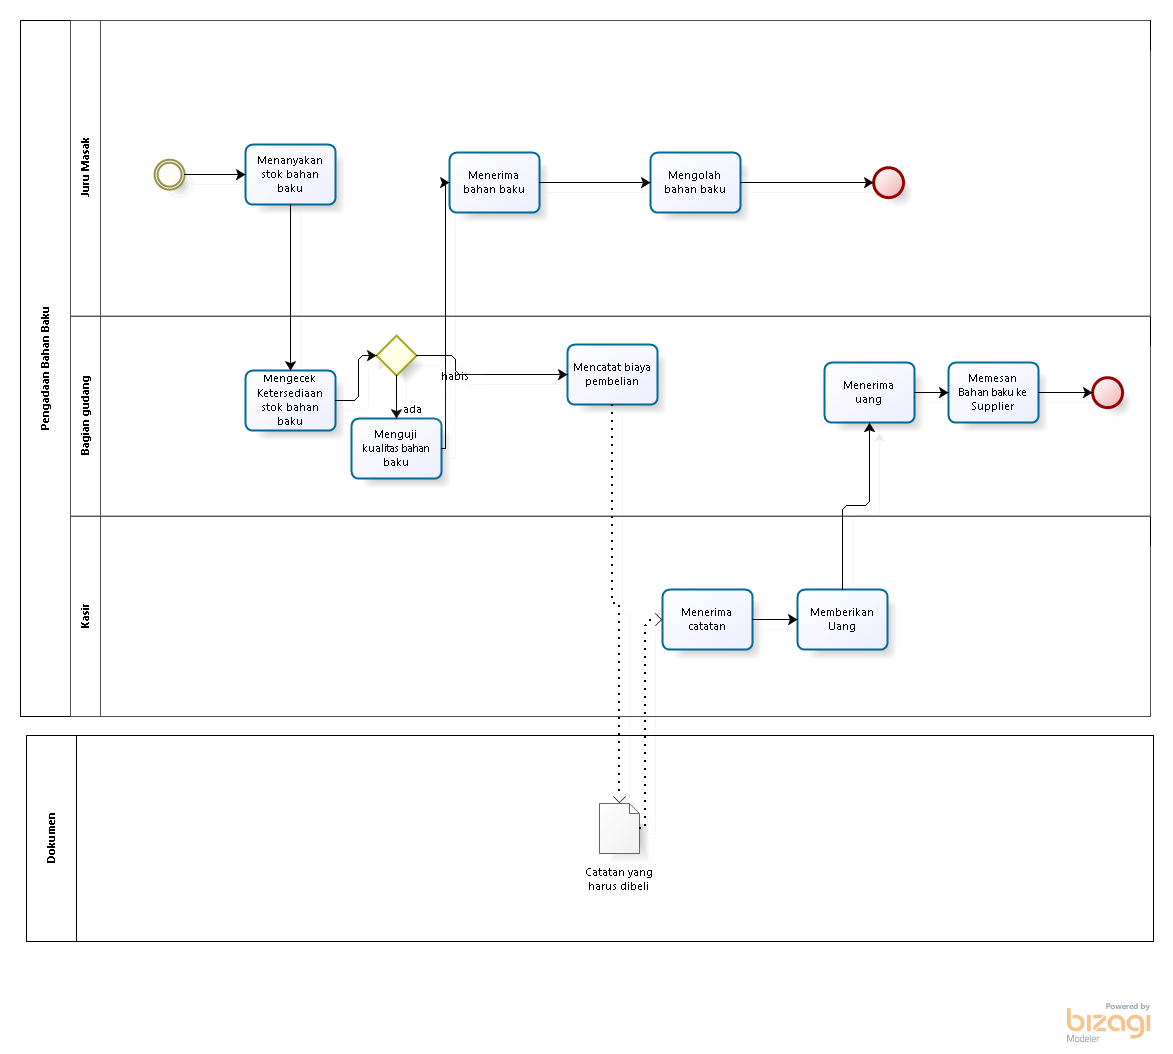 Pengadaan Bahan Baku
Juru Masak
Menanyakan
stok bahan
baku
Menerima
bahan baku
Mengolah
bahan baku
Bagian gudang
Mengecek
Ketersediaan
stok bahan
baku
habis
ada
Menguji
kualitas bahan
baku
Mencatat biaya
pembelian
Menerima
uang
Memesan
Bahan baku ke
Supplier
Kasir
Menerima
catatan
Memberikan
Uang
Dokumen
Catatan yang
harus dibeli
Powered by
bizagi
Modeler